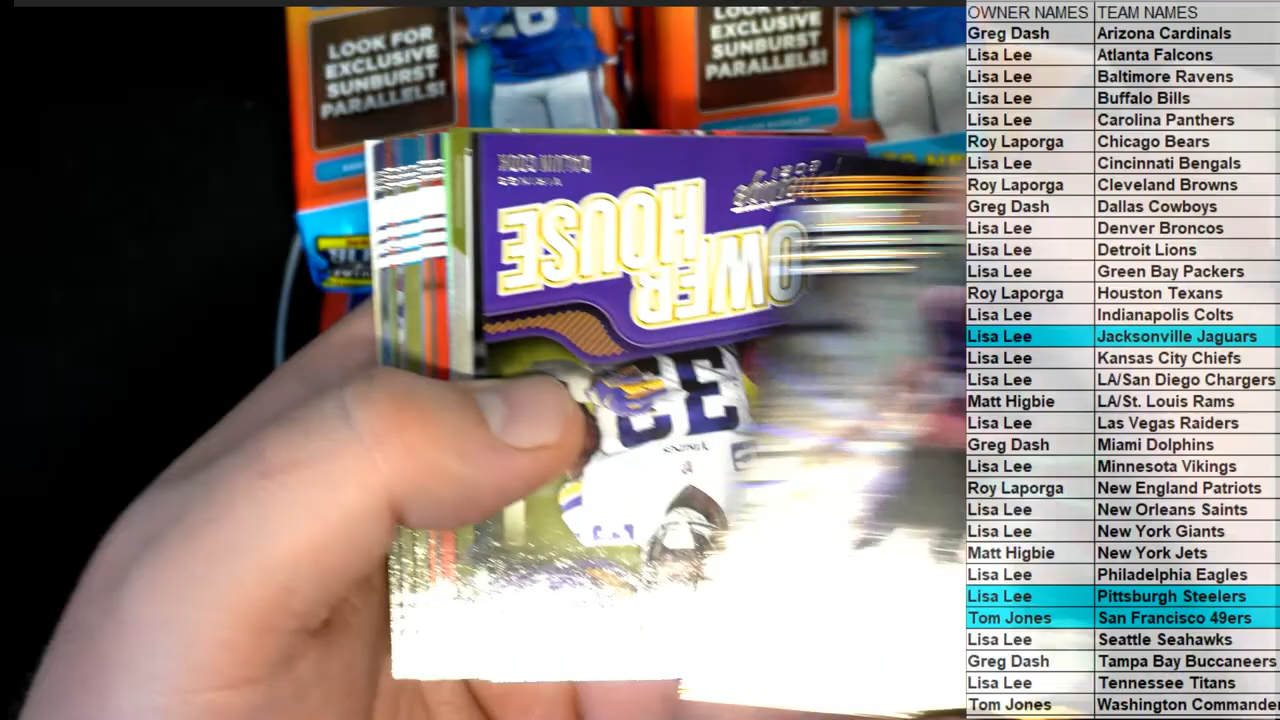 LOOK FOR
EXCLUSIVE
SUNBURST
PARALLELS!
LOOK FOR
EXCLUSIVE
SUNBURST
PARALLELS!
DALVIN COOK
VIKINGS
POWER
HOUSE
33
OWNER NAMES TEAM NAMES
Greg Dash Arizona Cardinals
Lisa Lee Atlanta Falcons
Lisa Lee Baltimore Ravens
Lisa Lee Buffalo Bills
Lisa Lee Carolina Panthers
Roy Laporga Chicago Bears
Lisa Lee Cincinnati Bengals
Roy Laporga Cleveland Browns
Greg Dash Dallas Cowboys
Lisa Lee Denver Broncos
Lisa Lee Detroit Lions
Lisa Lee Green Bay Packers
Roy Laporga Houston Texans
Lisa Lee Indianapolis Colts
Lisa Lee Jacksonville Jaguars
Lisa Lee Kansas City Chiefs
Lisa Lee LA/San Diego Chargers
Matt Higbie LA/St. Louis Rams
Lisa Lee Las Vegas Raiders
Greg Dash Miami Dolphins
Lisa Lee Minnesota Vikings
Roy Laporga New England Patriots
Lisa Lee New Orleans Saints
Lisa Lee New York Giants
Matt Higbie New York Jets
Lisa Lee Philadelphia Eagles
Lisa Lee Pittsburgh Steelers
Tom Jones San Francisco 49ers
Lisa Lee Seattle Seahawks
Greg Dash Tampa Bay Buccaneers
Lisa Lee Tennessee Titans
Tom Jones Washington Commande